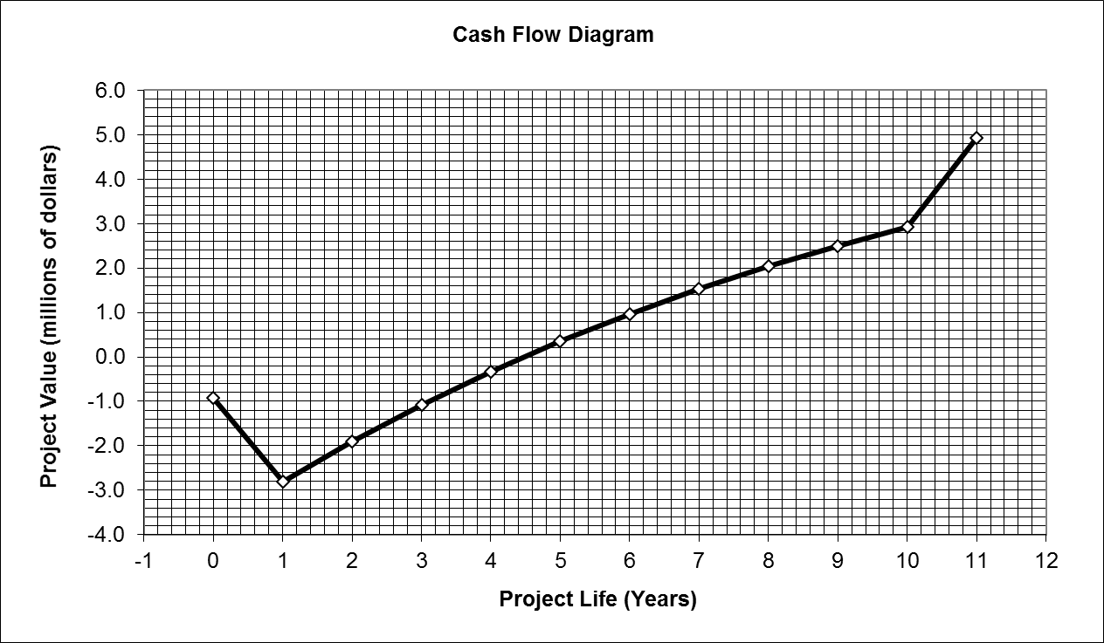 Cash Flow Diagram
6.0
5.0
4.0
3.0
2.0
1.0
0.0
-1.0
-2.0
-3.0
-4.0
Project Value (millions of dollars)
-1 0 1 2 3 4 5 6 7 8 9 10 11 12
Project Life (Years)